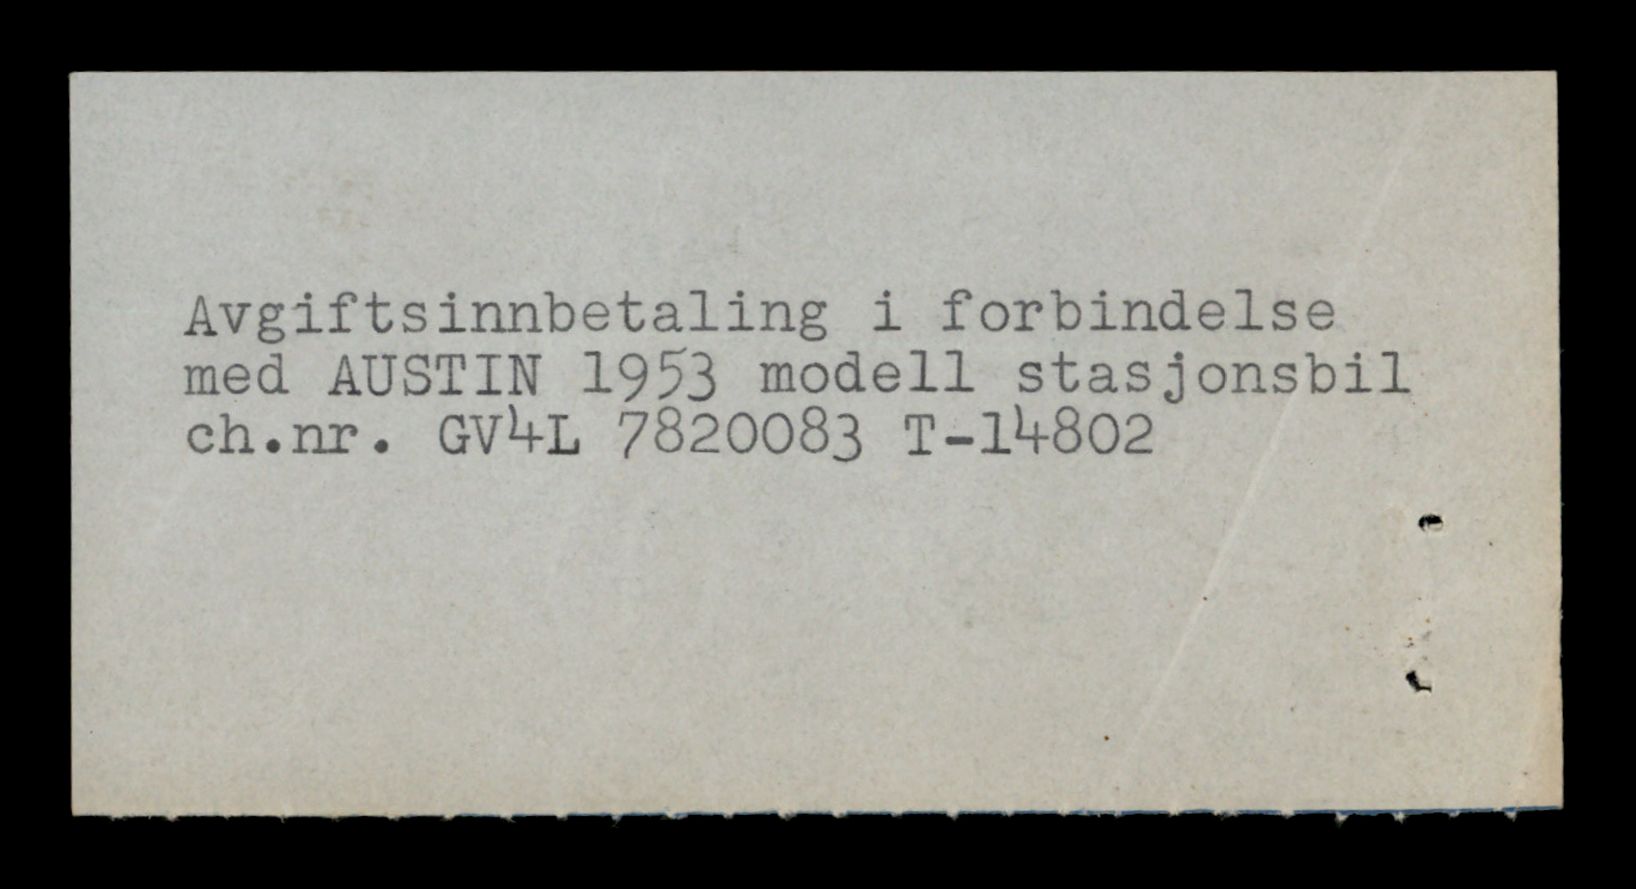 Avgiftsinnbetaling i forbindelse
med AUSTIN 1953 modell stasjonsbil
ch.nr. GV4L 7820083 T-14802